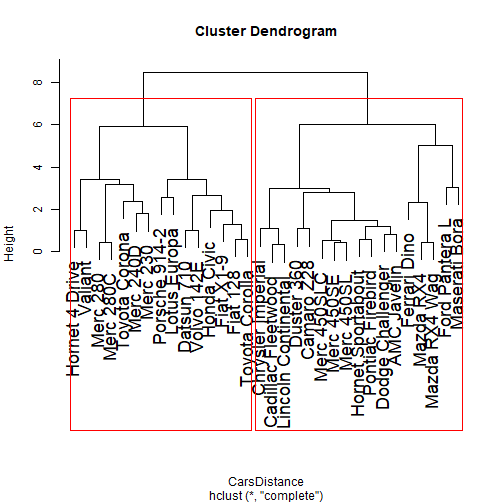 Cluster Dendrogram
Height
8
6
4
2
0
Hornet 4 Drive
Valiant
Merc 280
Merc 280C
Toyota Corona
Merc 240D
Merc 230
Porsche 914-2
Lotus Europa
Datsun 710
Volvo 142E
Honda Civic
Fiat X1-9
Fiat 128
Toyota Corolla
Chrysler Imperial
Cadillac Fleetwood
Lincoln Continental
Duster 360
Camaro Z28
Merc 450SLC
Merc 450SE
Merc 450SL
Hornet Sportabout
Pontiac Firebird
Dodge Challenger
AMC Javelin
Ferrari Dino
Mazda RX4
Mazda RX4 Wag
Ford Pantera L
Maserati Bora
CarsDistance
hclust (*, "complete")